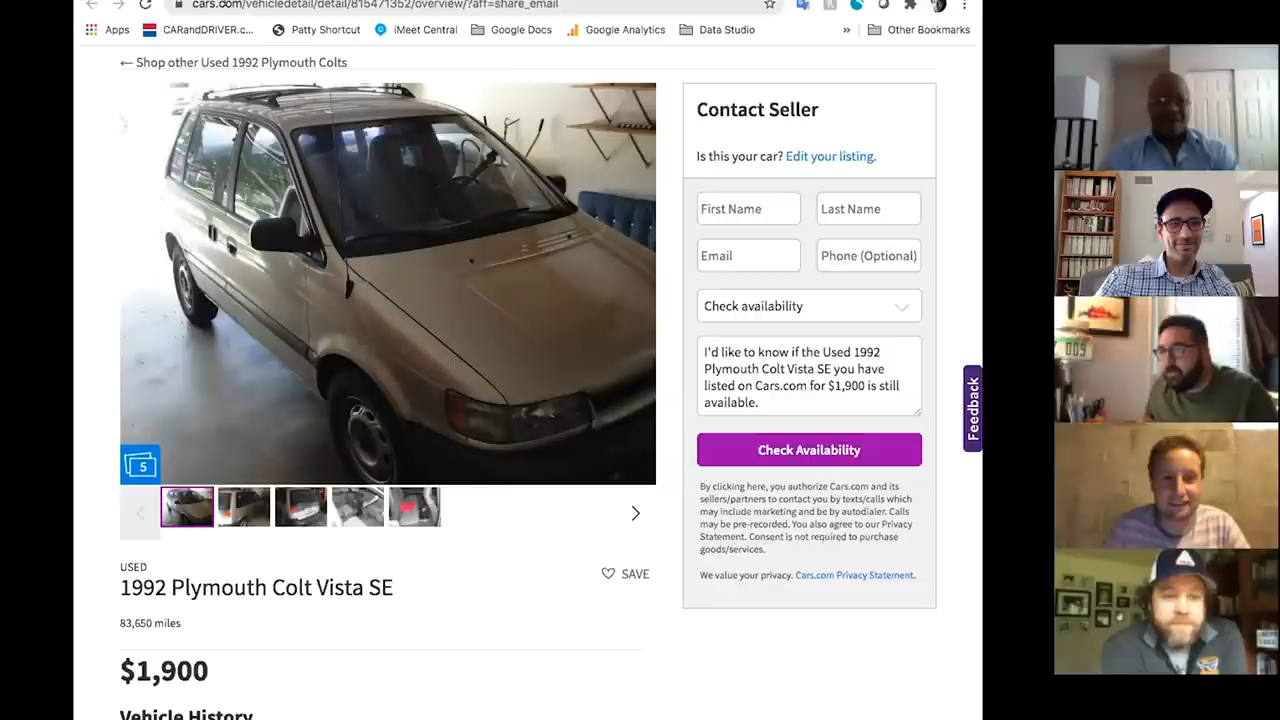 cars.com/vehicledetail/detail/815471352/overview/?aff=share_email
Apps CARandDRIVER.c... Patty Shortcut iMeet Central Google Docs Google Analytics Data Studio » Other Bookmarks
← Shop other Used 1992 Plymouth Colts
Contact Seller
Is this your car? Edit your listing.
First Name Last Name
Email Phone (Optional)
Check availability
I'd like to know if the Used 1992
Plymouth Colt Vista SE you have
listed on Cars.com for $1,900 is still
available.
Check Availability
By clicking here, you authorize Cars.com and its
sellers/partners to contact you by texts/calls which
may include marketing and be by autodialer. Calls
may be pre-recorded. You also agree to our Privacy
Statement. Consent is not required to purchase
goods/services.
We value your privacy. Cars.com Privacy Statement.
Feedback
5
USED
1992 Plymouth Colt Vista SE
SAVE
83,650 miles
$1,900
Vehicle History
009